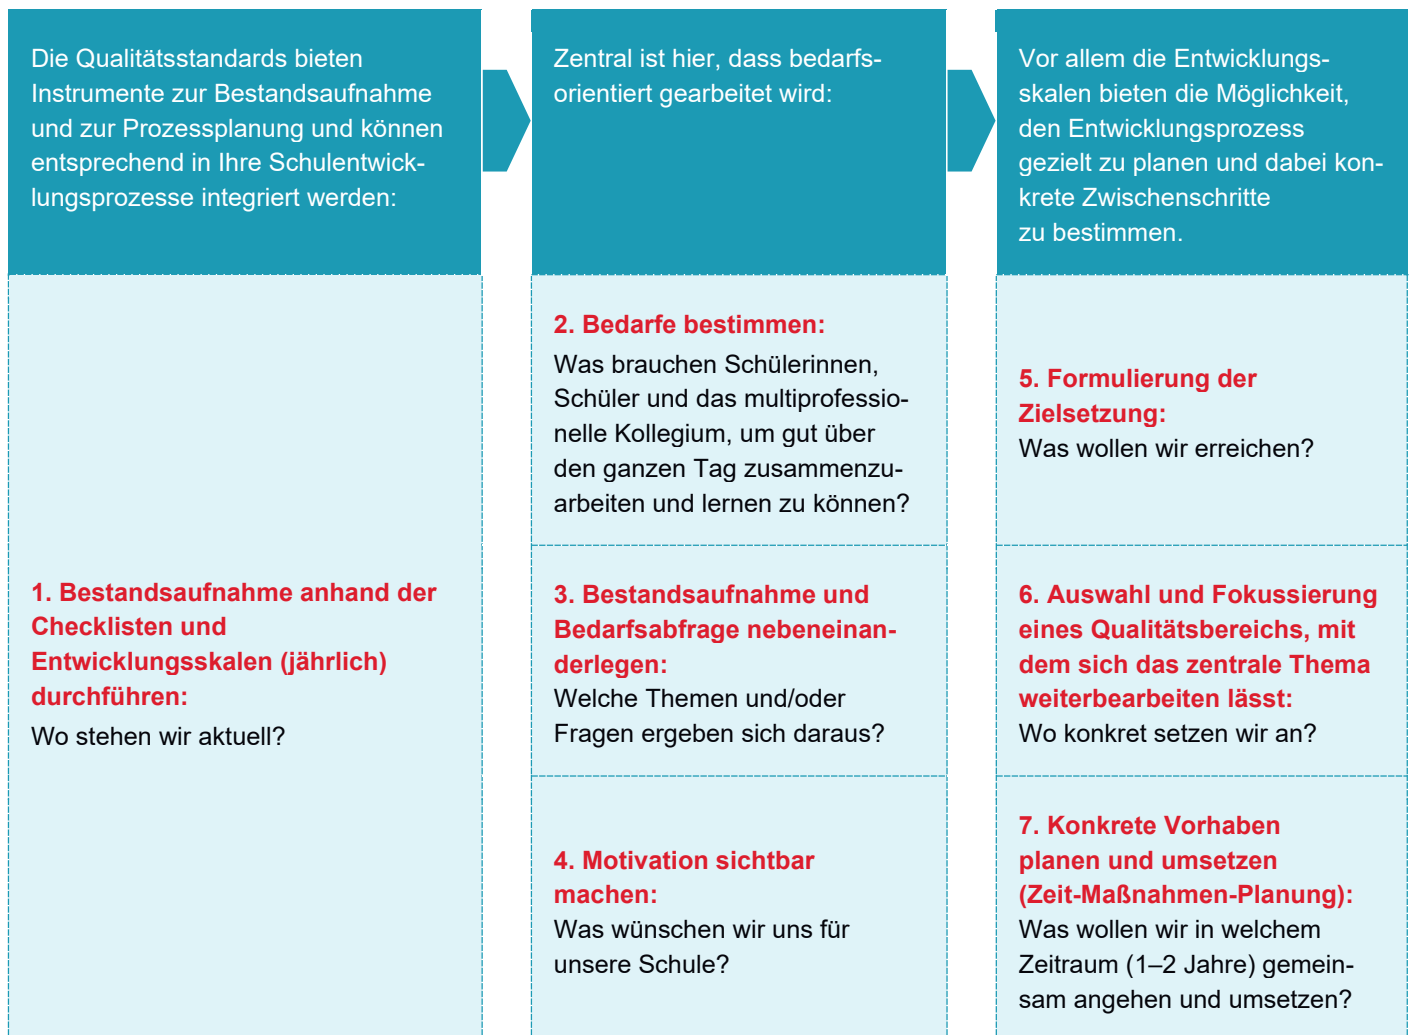 Die Qualitätsstandards bieten
Instrumente zur Bestandsaufnahme
und zur Prozessplanung und können
entsprechend in Ihre Schulentwick-
lungsprozesse integriert werden:
1. Bestandsaufnahme anhand der
Checklisten und
Entwicklungsskalen (jährlich)
durchführen:
Wo stehen wir aktuell?
Zentral ist hier, dass bedarfs-
orientiert gearbeitet wird:
2. Bedarfe bestimmen:
Was brauchen Schülerinnen,
Schüler und das multiprofessio-
nelle Kollegium, um gut über
den ganzen Tag zusammenzu-
arbeiten und lernen zu können?
3. Bestandsaufnahme und
Bedarfsabfrage nebeneinan-
derlegen:
Welche Themen und/oder
Fragen ergeben sich daraus?
4. Motivation sichtbar
machen:
Was wünschen wir uns für
unsere Schule?
Vor allem die Entwicklungs-
skalen bieten die Möglichkeit,
den Entwicklungsprozess
gezielt zu planen und dabei kon-
krete Zwischenschritte
zu bestimmen.
5. Formulierung der
Zielsetzung:
Was wollen wir erreichen?
6. Auswahl und Fokussierung
eines Qualitätsbereichs, mit
dem sich das zentrale Thema
weiterbearbeiten lässt:
Wo konkret setzen wir an?
7. Konkrete Vorhaben
planen und umsetzen
(Zeit-Maßnahmen-Planung):
Was wollen wir in welchem
Zeitraum (1–2 Jahre) gemein-
sam angehen und umsetzen?